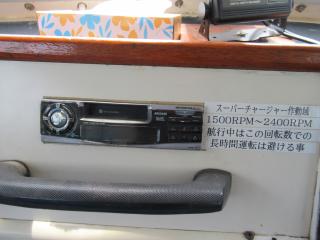 スーパーチャージャー作動域
1500RPM～2400RPM
航行中はこの回転数での
長時間運転は避ける事